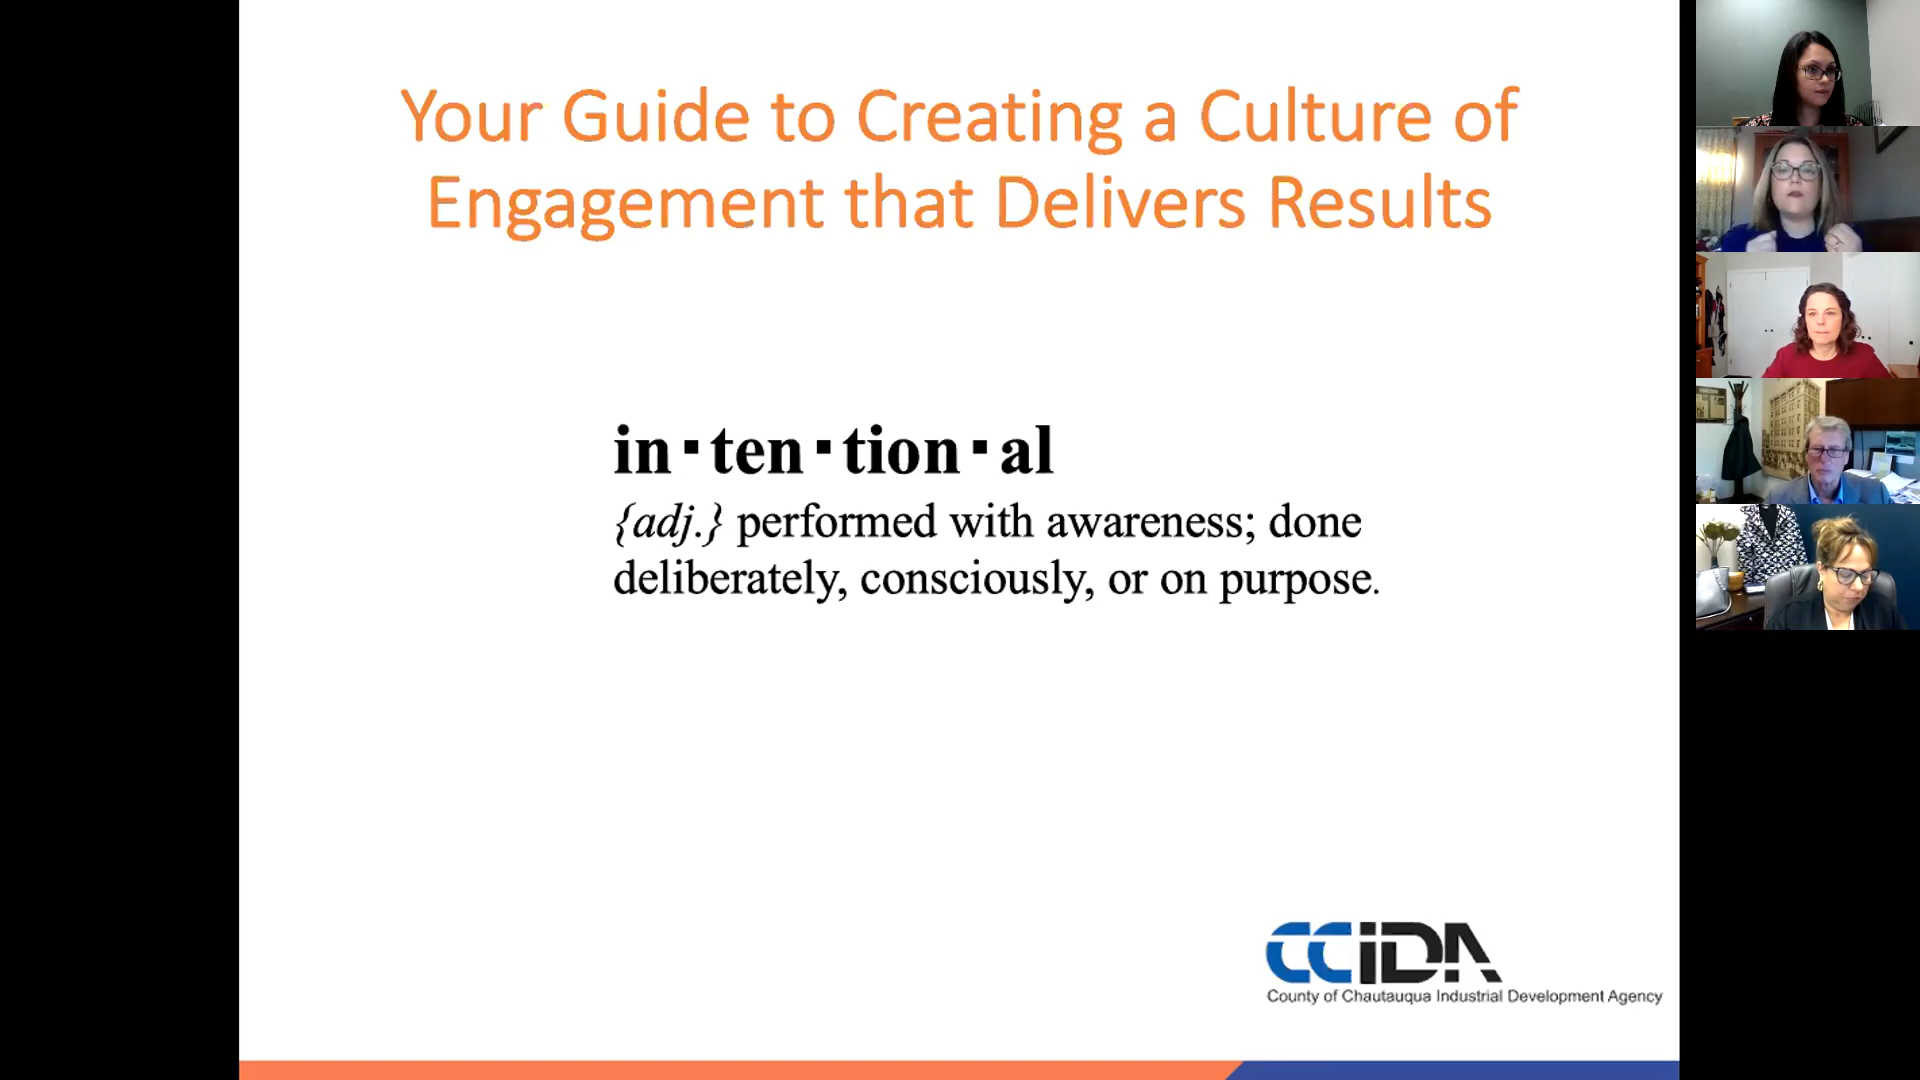 Your Guide to Creating a Culture of
Engagement that Delivers Results
in▪ten▪tion▪al
{adj.} performed with awareness; done
deliberately, consciously, or on purpose.
CCIDA
County of Chautauqua Industrial Development Agency